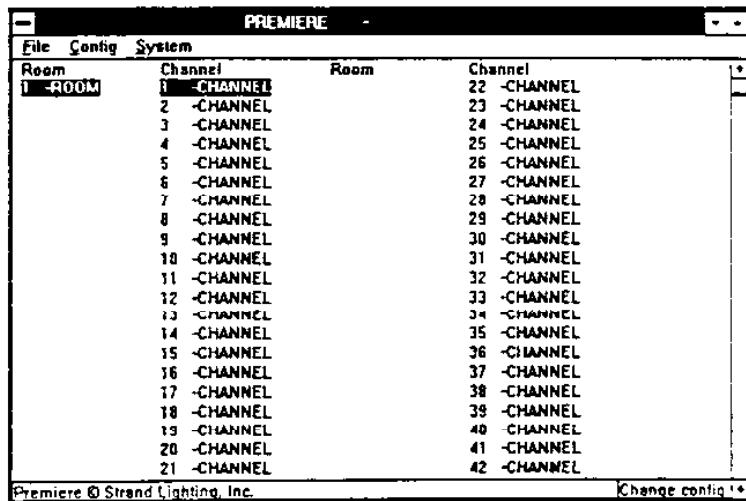 PREMIERE -
File Config System
Room Channel Room Channel
1 -ROOM 1 -CHANNEL 22 -CHANNEL
2 -CHANNEL 23 -CHANNEL
3 -CHANNEL 24 -CHANNEL
4 -CHANNEL 25 -CHANNEL
5 -CHANNEL 26 -CHANNEL
6 -CHANNEL 27 -CHANNEL
7 -CHANNEL 28 -CHANNEL
8 -CHANNEL 29 -CHANNEL
9 -CHANNEL 30 -CHANNEL
10 -CHANNEL 31 -CHANNEL
11 -CHANNEL 32 -CHANNEL
12 -CHANNEL 33 -CHANNEL
13 -CHANNEL 34 -CHANNEL
14 -CHANNEL 35 -CHANNEL
15 -CHANNEL 36 -CHANNEL
16 -CHANNEL 37 -CHANNEL
17 -CHANNEL 38 -CHANNEL
18 -CHANNEL 39 -CHANNEL
19 -CHANNEL 40 -CHANNEL
20 -CHANNEL 41 -CHANNEL
21 -CHANNEL 42 -CHANNEL
Premiere © Strand Lighting, Inc. Change config